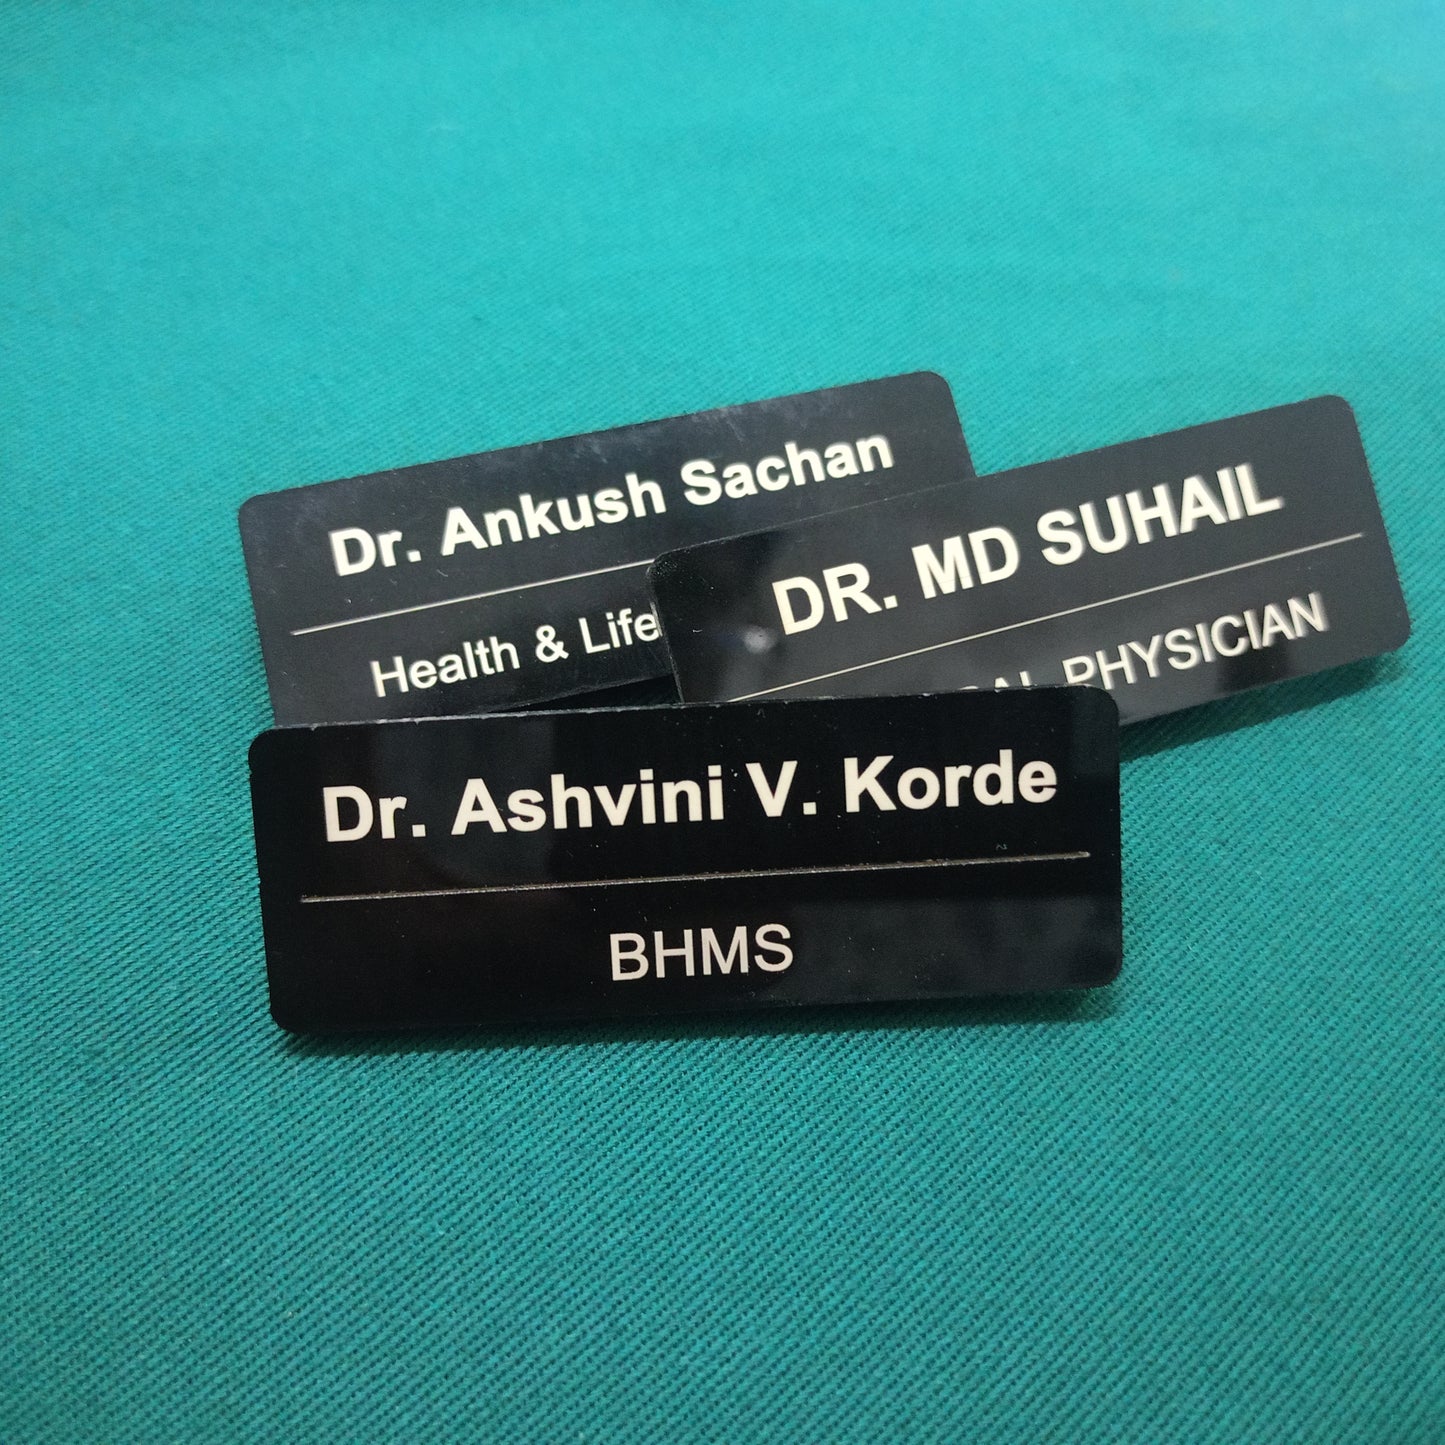 Dr. Ankush Sachan
Health & Life
DR. MD SUHAIL
PHYSICIAN
Dr. Ashvini V. Korde
BHMS